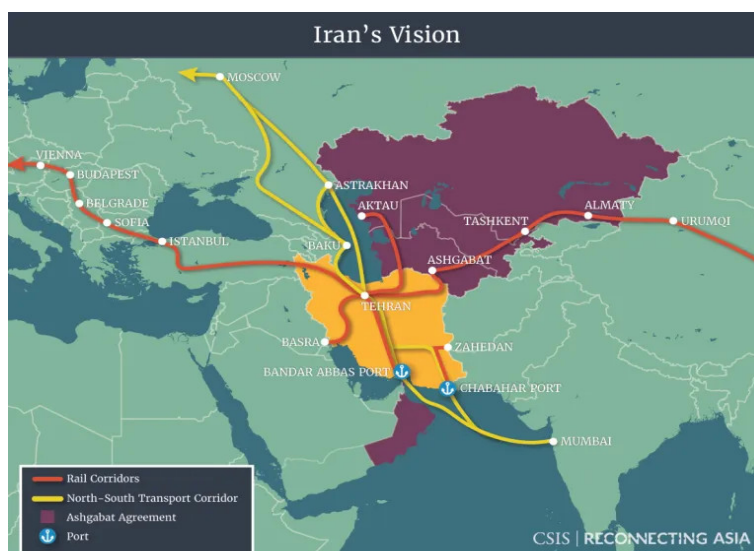 Iran's Vision
MOSCOW
VIENNA
BUDAPEST
BELGRADE
SOFIA
ISTANBUL
ASTRAKHAN
AKTAU
BAKU
TASHKENT
ALMATY
URUMQI
ASHGABAT
TEHRAN
BASRA
ZAHEDAN
BANDAR ABBAS PORT
CHABAHAR PORT
MUMBAI
Rail Corridors
North-South Transport Corridor
Ashgabat Agreement
Port
CSIS | RECONNECTING ASIA